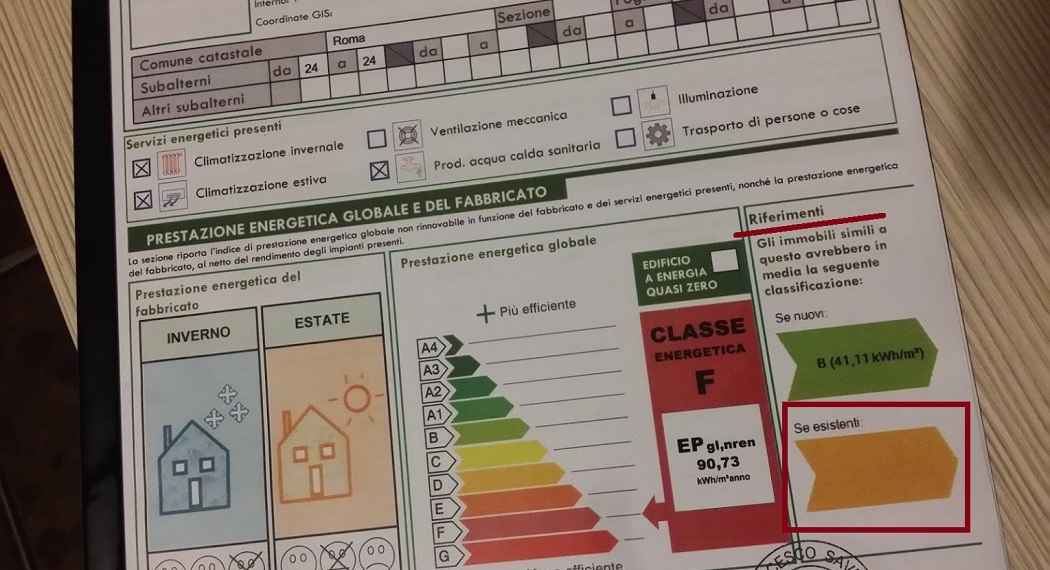 Coordinate GIS:
Comune catastale
Roma
Sezione
Subalterni
da 24 a 24 da a da a da a
Altri subalterni
Servizi energetici presenti
Climatizzazione invernale
Ventilazione meccanica
Illuminazione
Climatizzazione estiva
Prod. acqua calda sanitaria
Trasporto di persone o cose
PRESTAZIONE ENERGETICA GLOBALE E DEL FABBRICATO
La sezione riporta l'indice di prestazione energetica globale non rinnovabile in funzione del fabbricato e dei servizi energetici presenti, nonché la prestazione energetica
del fabbricato, al netto del rendimento degli impianti presenti.
Prestazione energetica del
fabbricato
INVERNO
ESTATE
Prestazione energetica globale
+ Più efficiente
A4
A3
A2
A1
B
C
D
E
F
G
efficiente
EDIFICIO
A ENERGIA
QUASI ZERO
CLASSE
ENERGETICA
F
EP gl,nren
90,73
kWh/m²anno
Riferimenti
Gli immobili simili a
questo avrebbero in
media la seguente
classificazione:
Se nuovi:
B (41,11 kWh/m²)
Se esistenti: